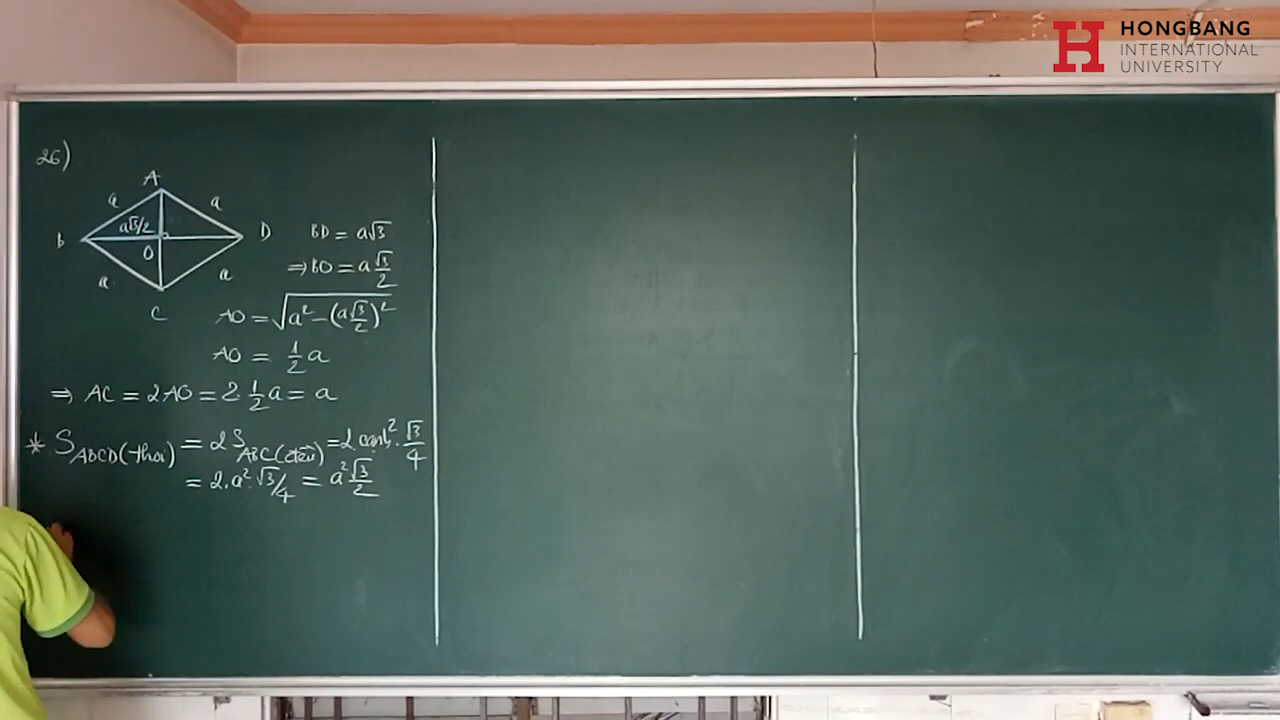 HONGBANG
INTERNATIONAL
UNIVERSITY
26)
A
a
a
a√3/2
B
D
O
a
a
C
BD = a√3
⇒ BO = a √3/2
AO = √(a² - (a√3/2)²)
AO = 1/2 a
⇒ AC = 2AO = 2 1/2 a = a
* S ABCD(thoi) = 2 S ABC(đều) = 2 cạnh² . √3/4
= 2.a².√3/4 = a² √3/2